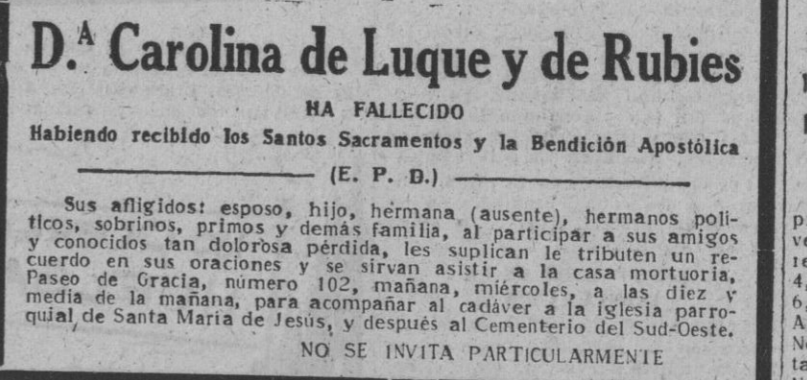 D.ª Carolina de Luque y de Rubies
HA FALLECIDO
Habiendo recibido los Santos Sacramentos y la Bendición Apostólica
(E. P. D.)
Sus afligidos: esposo, hijo, hermana (ausente), hermanos polí-
ticos, sobrinos, primos y demás familia, al participar a sus amigos
y conocidos tan dolorosa pérdida, les suplican le tributen un re-
cuerdo en sus oraciones y se sirvan asistir a la casa mortuoria,
Paseo de Gracia, número 102, mañana, miércoles, a las diez y
media de la mañana, para acompañar al cadáver a la iglesia parro-
quial de Santa María de Jesús, y después al Cementerio del Sud-Oeste.
NO SE INVITA PARTICULARMENTE